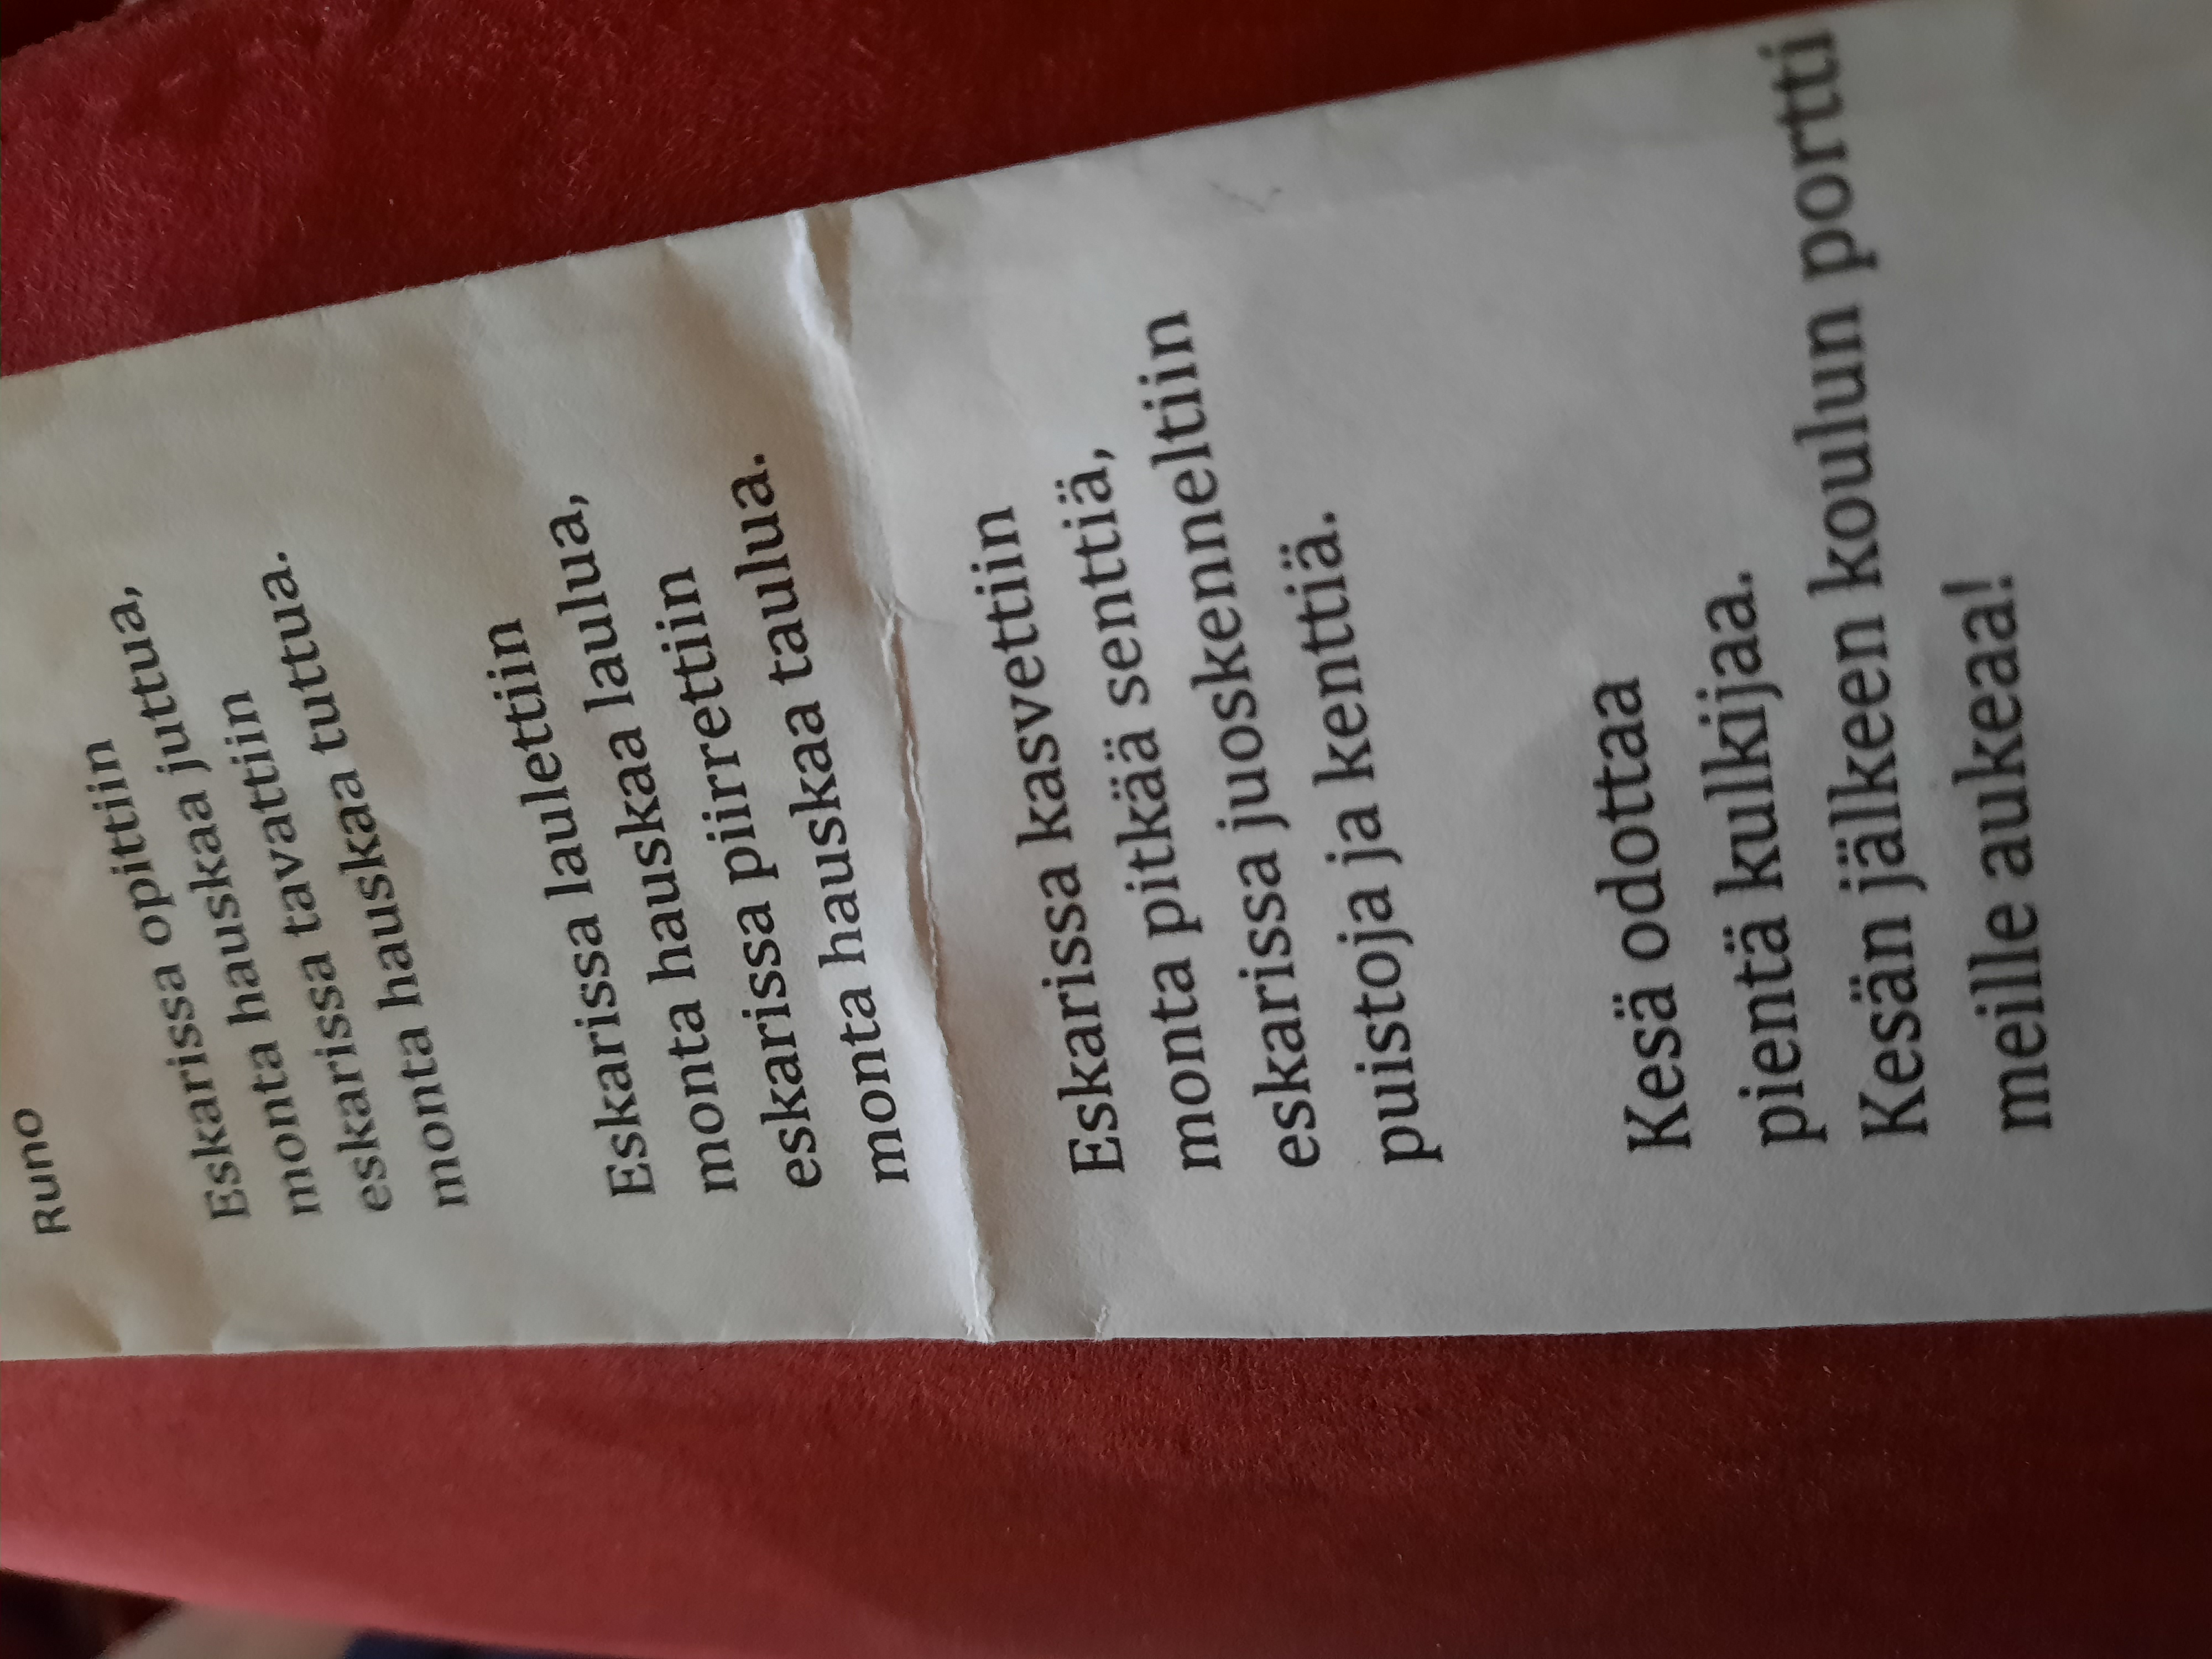 Runo
Eskarissa opittiin
monta hauskaa juttua,
eskarissa tavattiin
monta hauskaa tuttua.
Eskarissa laulettiin
monta hauskaa laulua,
eskarissa piirrettiin
monta hauskaa taulua.
Eskarissa kasvettiin
monta pitkää senttiä,
eskarissa juoskenneltiin
puistoja ja kenttiä.
Kesä odottaa
pientä kulkijaa.
Kesän jälkeen koulun portti
meille aukeaa!